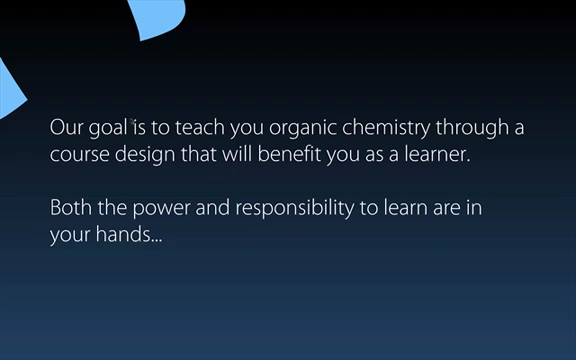 Our goal is to teach you organic chemistry through a
course design that will benefit you as a learner.
Both the power and responsibility to learn are in
your hands...